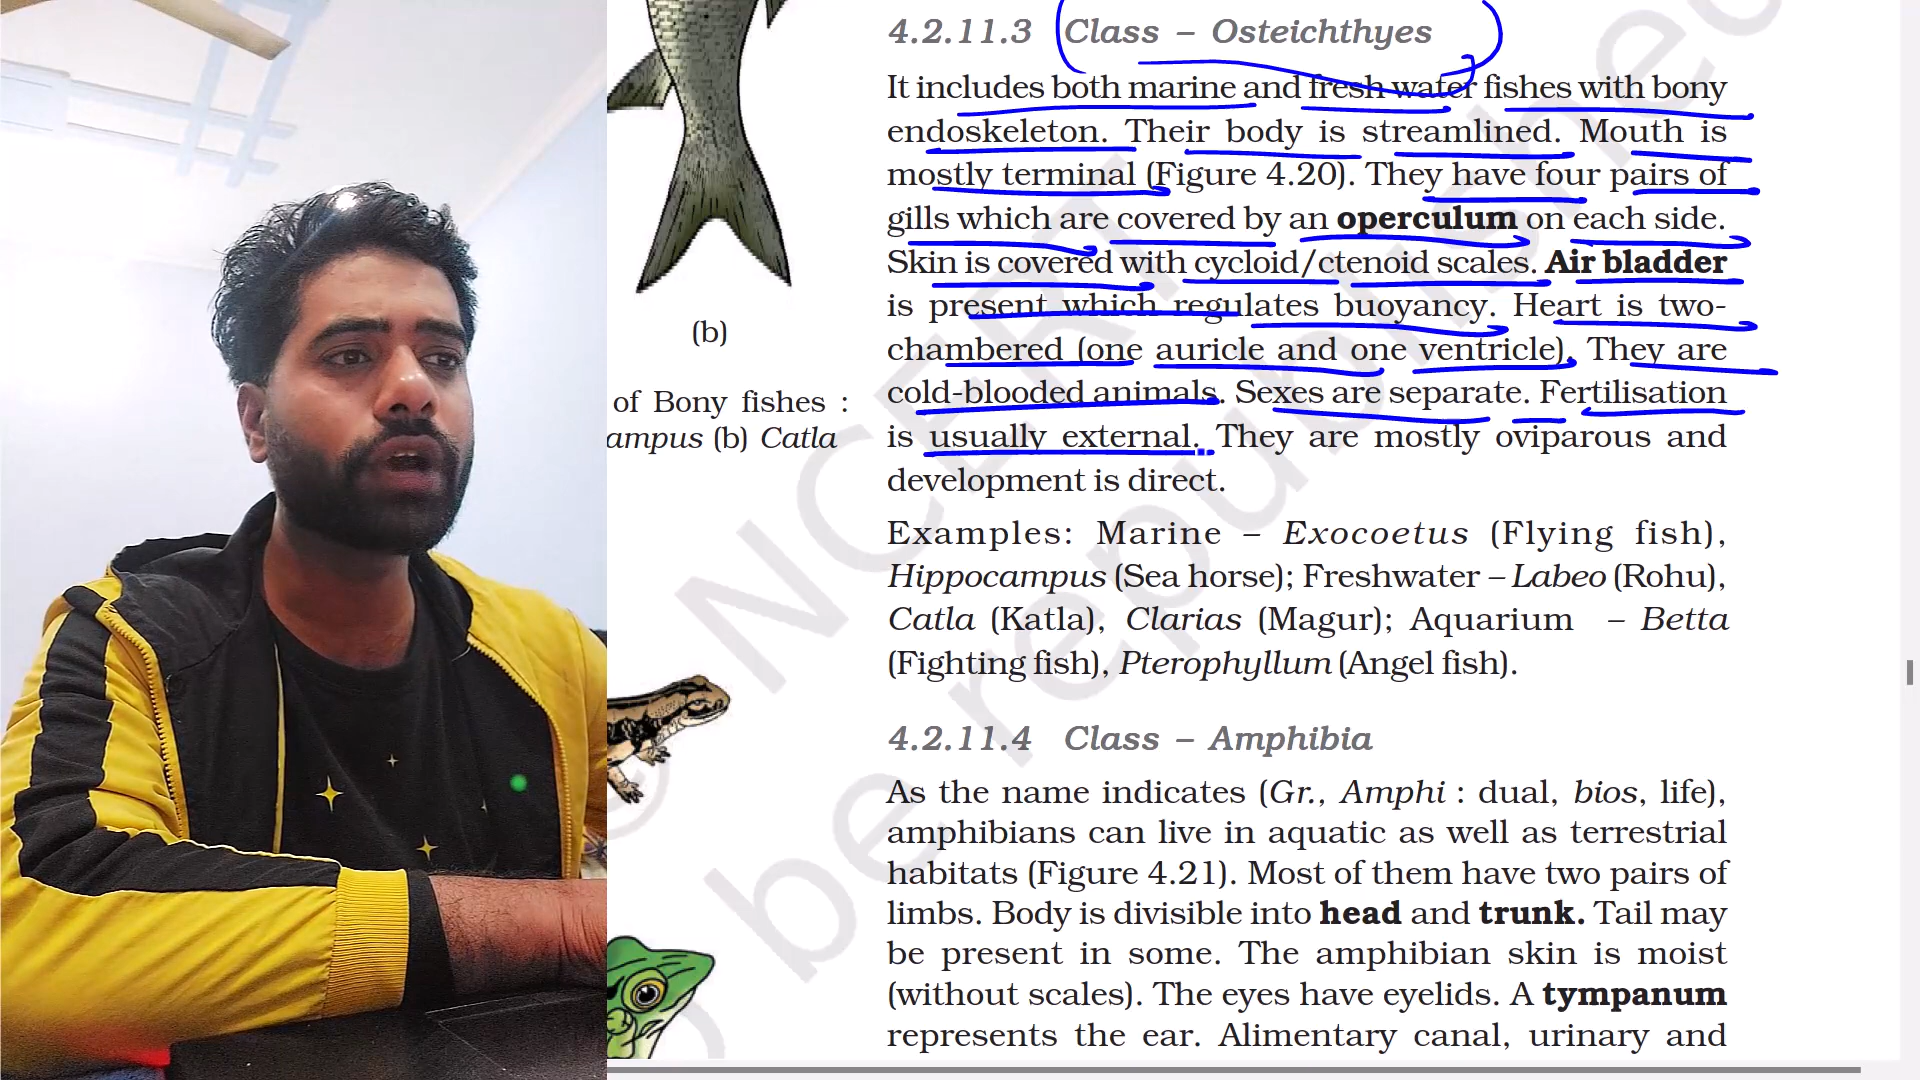 4.2.11.3 Class – Osteichthyes
It includes both marine and fresh water fishes with bony
endoskeleton. Their body is streamlined. Mouth is
mostly terminal (Figure 4.20). They have four pairs of
gills which are covered by an operculum on each side.
Skin is covered with cycloid/ctenoid scales. Air bladder
is present which regulates buoyancy. Heart is two-
chambered (one auricle and one ventricle). They are
cold-blooded animals. Sexes are separate. Fertilisation
is usually external. They are mostly oviparous and
development is direct.
Examples: Marine – Exocoetus (Flying fish),
Hippocampus (Sea horse); Freshwater – Labeo (Rohu),
Catla (Katla), Clarias (Magur); Aquarium – Betta
(Fighting fish), Pterophyllum (Angel fish).
4.2.11.4 Class – Amphibia
As the name indicates (Gr., Amphi : dual, bios, life),
amphibians can live in aquatic as well as terrestrial
habitats (Figure 4.21). Most of them have two pairs of
limbs. Body is divisible into head and trunk. Tail may
be present in some. The amphibian skin is moist
(without scales). The eyes have eyelids. A tympanum
represents the ear. Alimentary canal, urinary and
(b)
of Bony fishes :
ampus (b) Catla
© NCERT
be republished